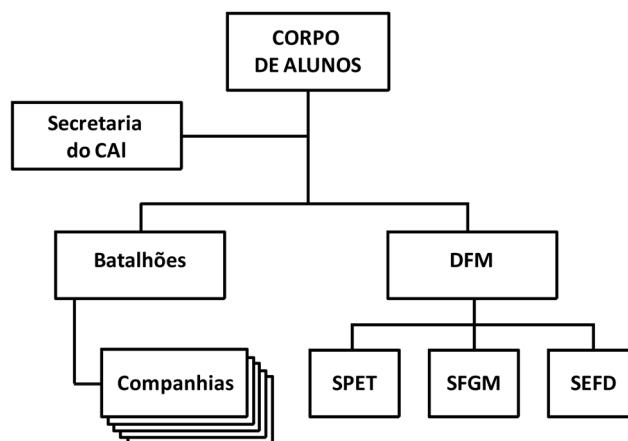 CORPO
DE ALUNOS
Secretaria
do CAl
Batalhões
DFM
Companhias
SPET
SFGM
SEFD